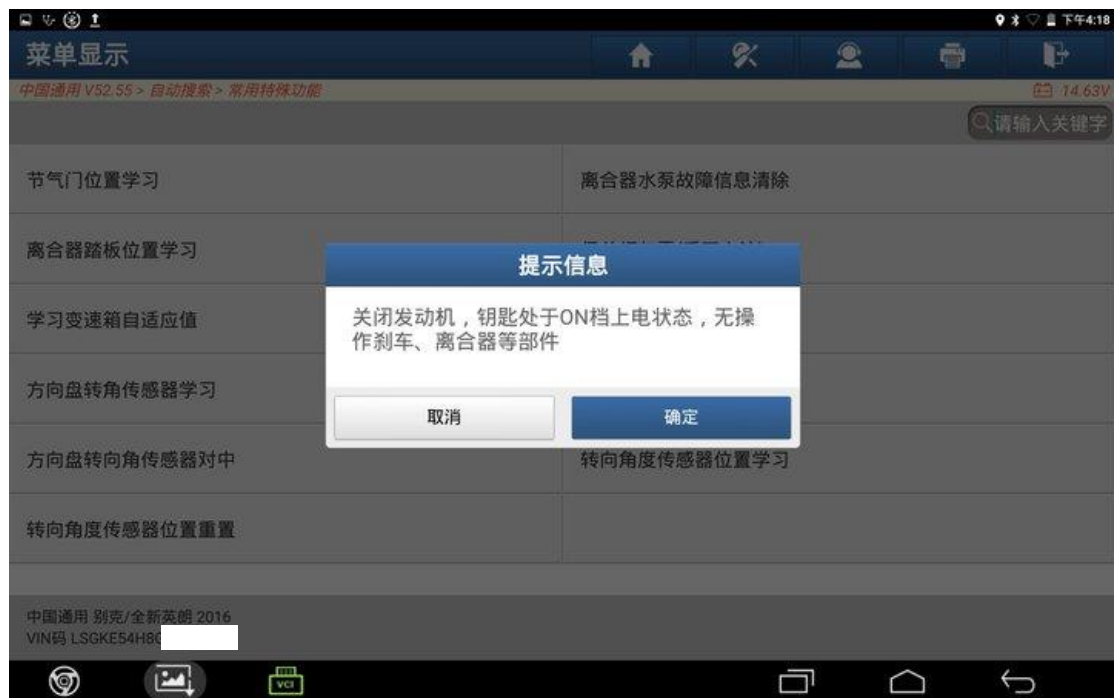 下午4:18
菜单显示
中国通用 V52.55 > 自动搜索 > 常用特殊功能
14.63V
请输入关键字
节气门位置学习
离合器水泵故障信息清除
离合器踏板位置学习
提示信息
关闭发动机，钥匙处于ON档上电状态，无操
作刹车、离合器等部件
学习变速箱自适应值
方向盘转角传感器学习
取消
确定
方向盘转向角传感器对中
转向角度传感器位置学习
转向角度传感器位置重置
中国通用 别克/全新英朗 2016
VIN码 LSGKE54H8
VCI